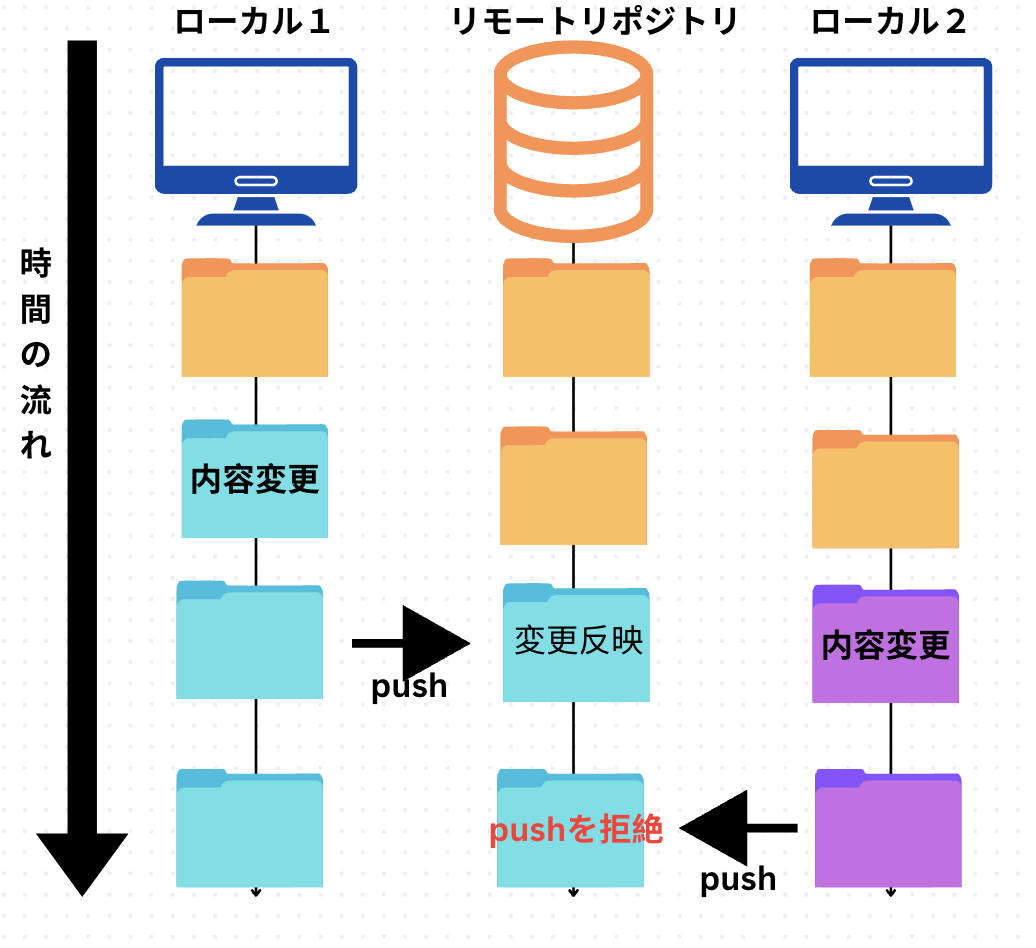 ローカル１
リモートリポジトリ
ローカル２
時間の流れ
内容変更
変更反映
内容変更
push
pushを拒絶
push